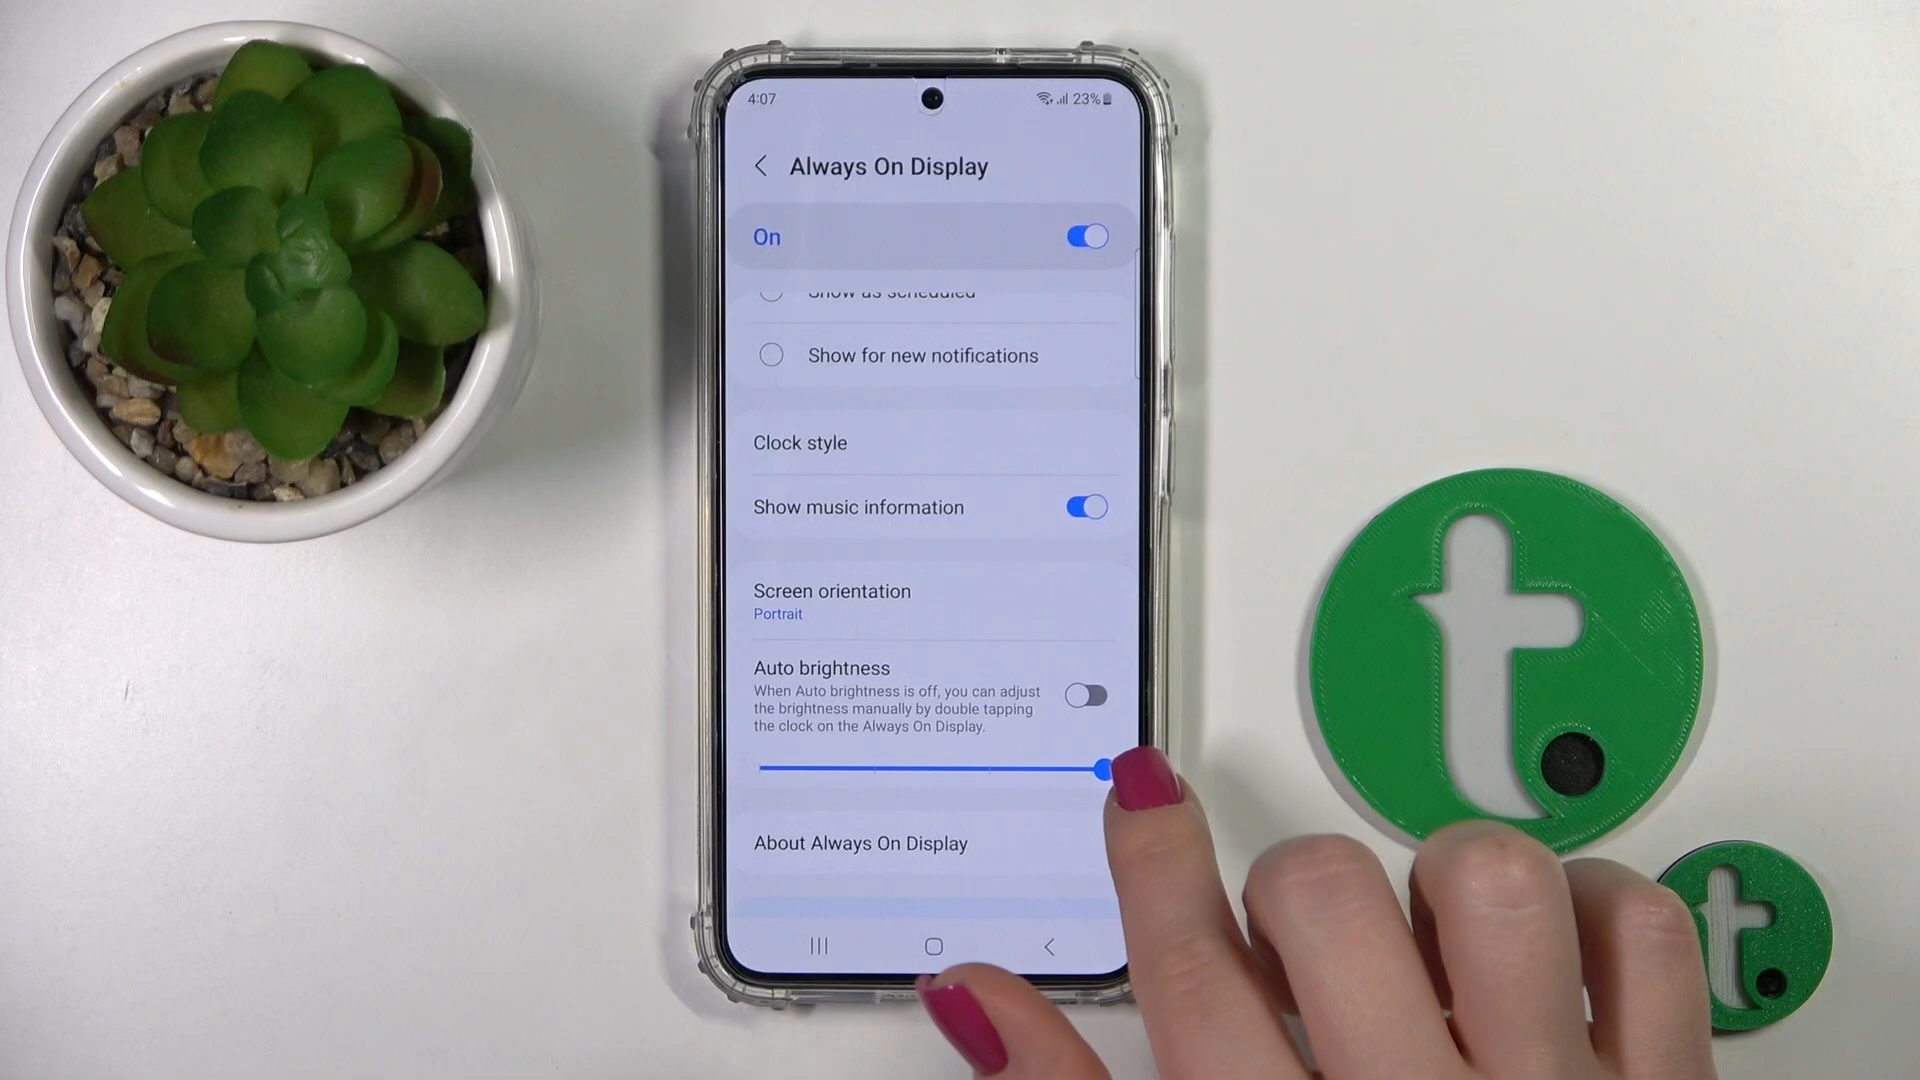 4:07
23%
Always On Display
On
Show as scheduled
Show for new notifications
Clock style
Show music information
Screen orientation
Portrait
Auto brightness
When Auto brightness is off, you can adjust
the brightness manually by double tapping
the clock on the Always On Display.
About Always On Display
t.
t.